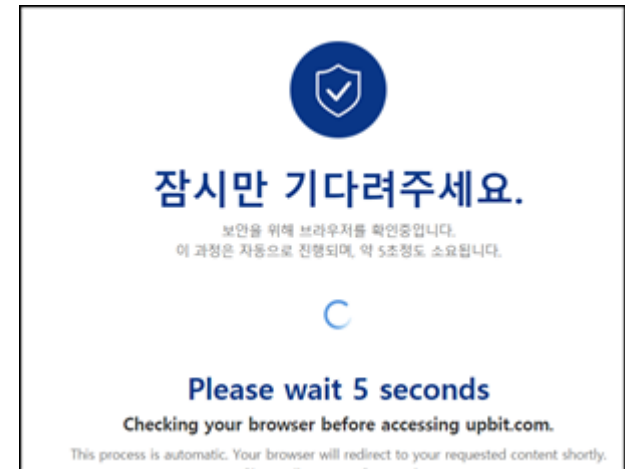 잠시만 기다려주세요.
보안을 위해 브라우저를 확인중입니다.
이 과정은 자동으로 진행되며, 약 5초정도 소요됩니다.
Please wait 5 seconds
Checking your browser before accessing upbit.com.
This process is automatic. Your browser will redirect to your requested content shortly.